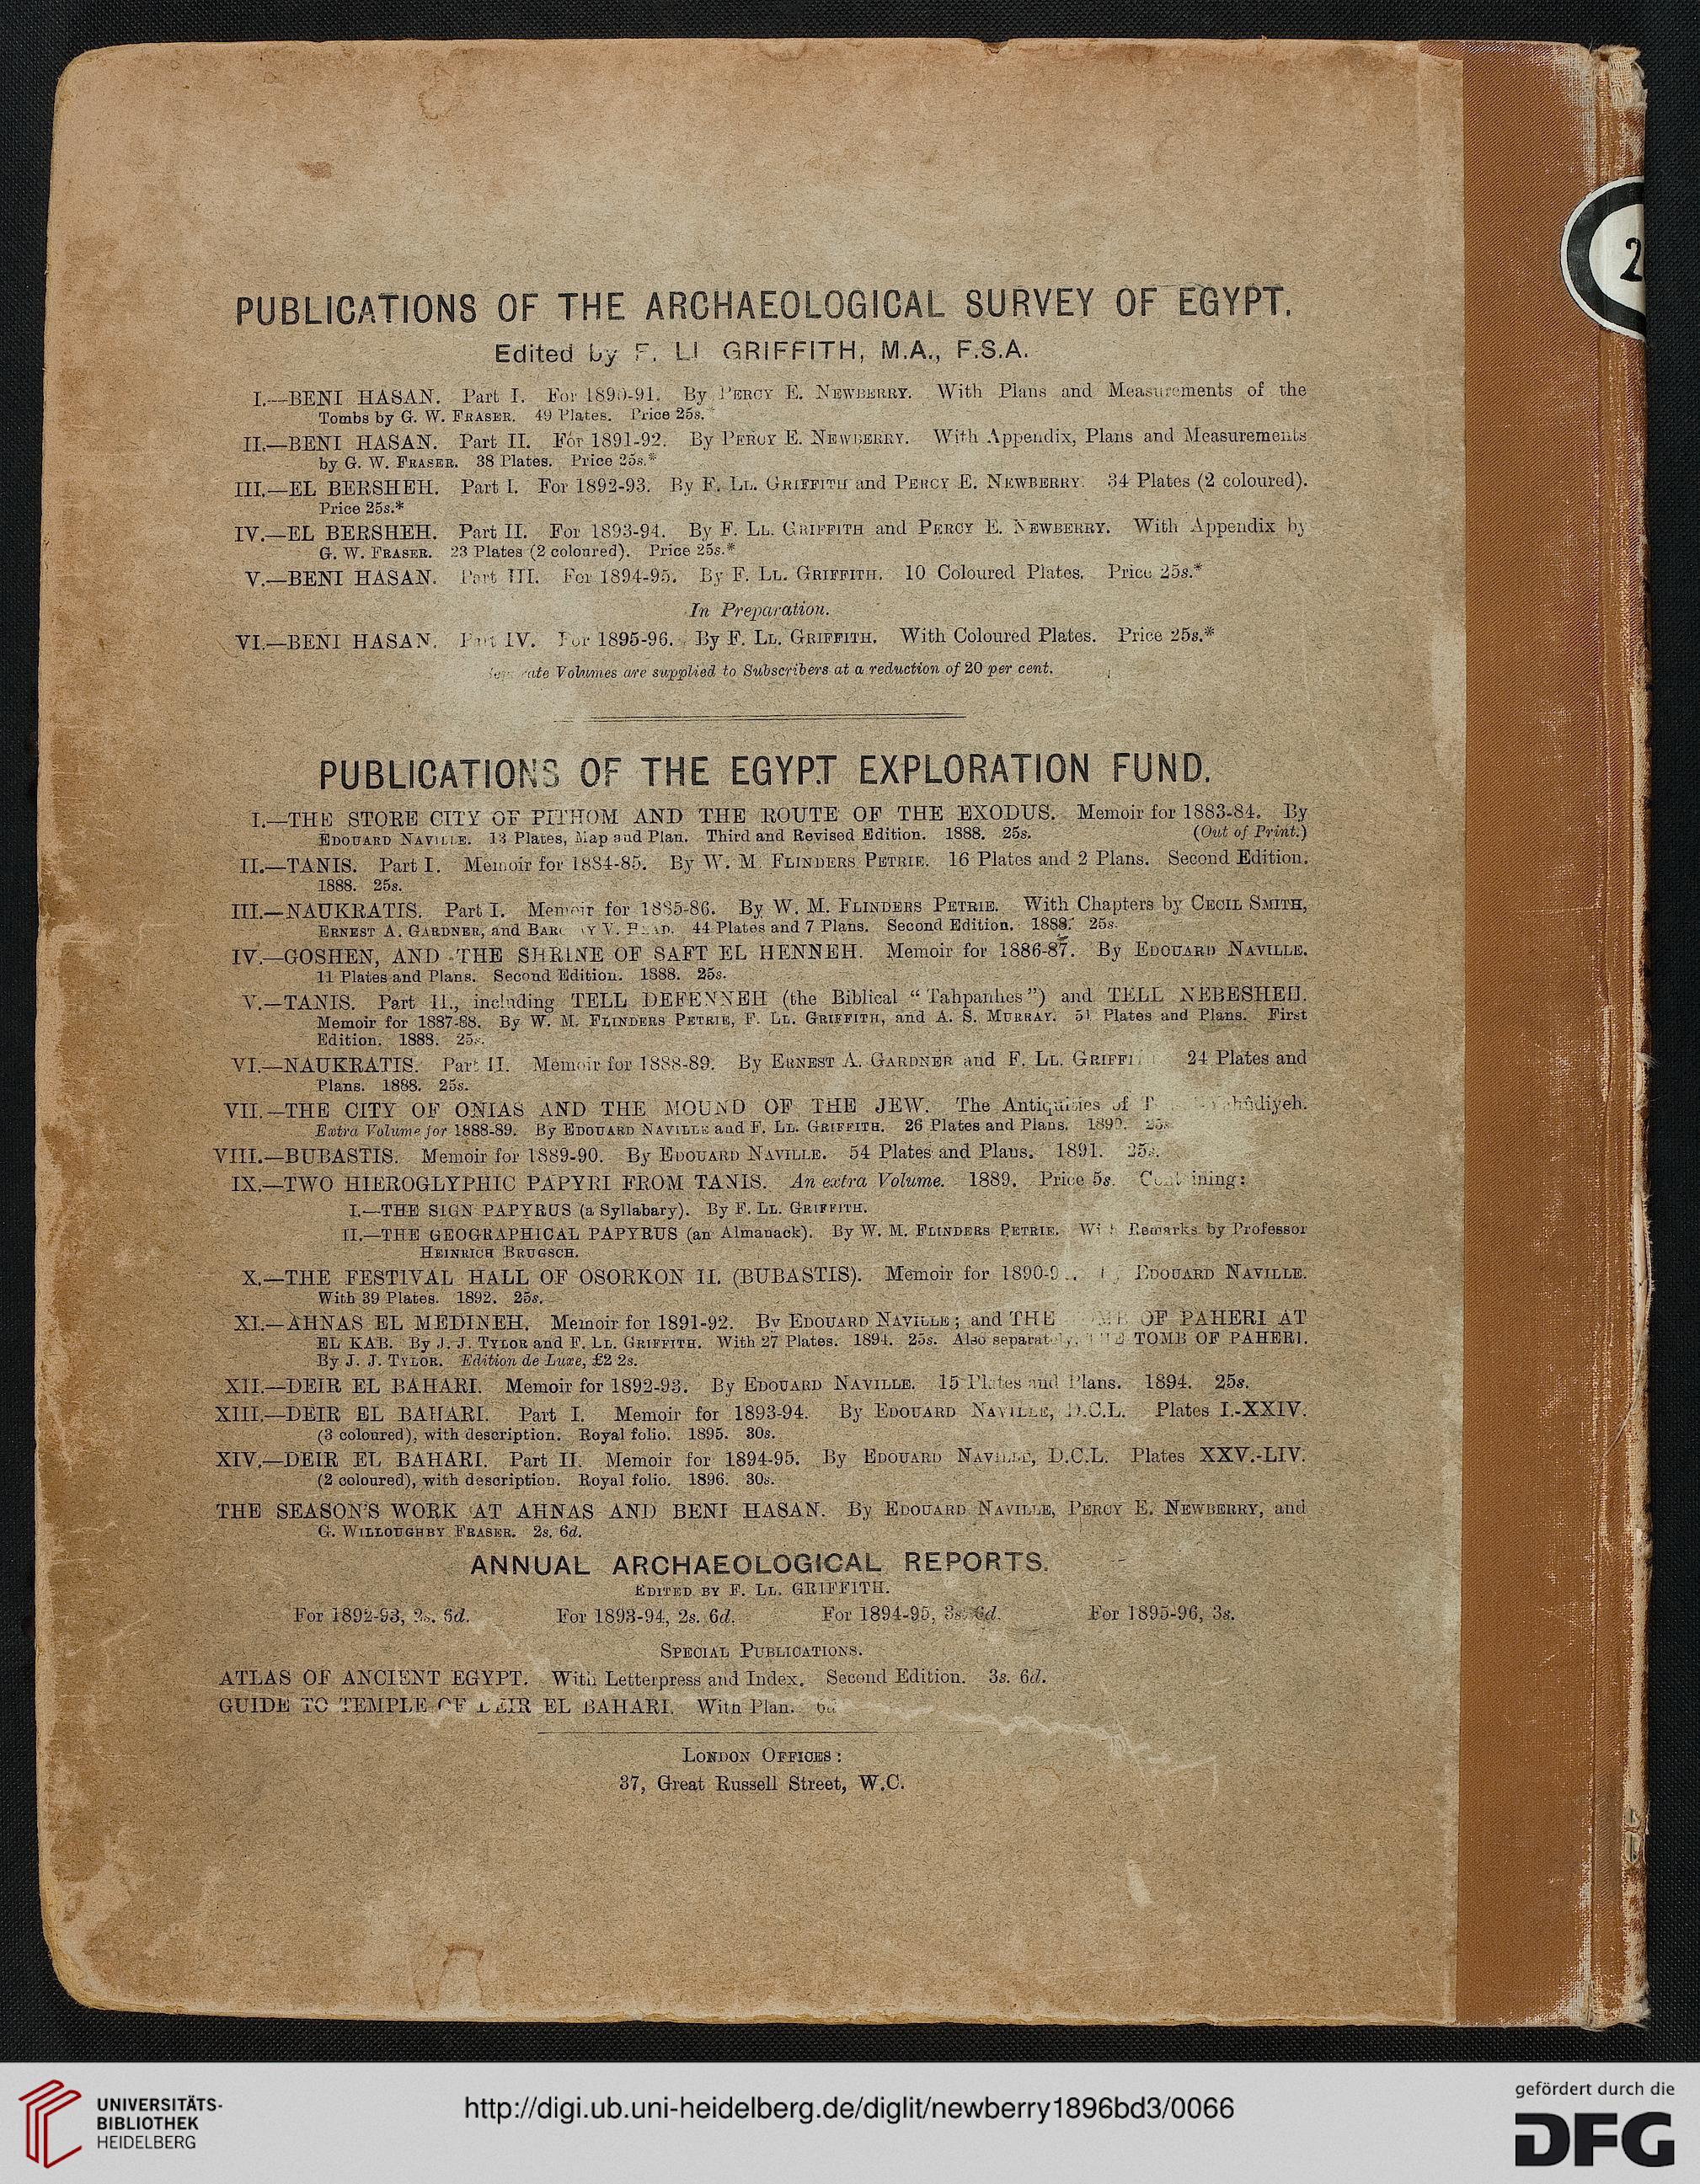 PUBLICATIONS OF THE ARCHAEOLOGICAL SURVEY OF EGYPT.
Edited by F. Ll GRIFFITH, M.A., F.S.A.
I.—BENI HASAN. Part I. For 1890-91. By PERCY E. NEWBERRY. With Plans and Measurements of the
Tombs by G. W. FRASER. 49 Plates. Price 25s.
II.—BENI HASAN. Part II. For 1891-92. By PERCY E. NEWBERRY. With Appendix, Plans and Measurements
by G. W. FRASER. 38 Plates. Price 25s.*
III.—EL BERSHEH. Part I. For 1892-93. By F. LL. GRIFFITH and PERCY E. NEWBERRY. 34 Plates (2 coloured).
Price 25s.*
IV.—EL BERSHEH. Part II. For 1893-94. By F. LL. GRIFFITH and PERCY E. NEWBERRY. With Appendix by
G. W. FRASER. 23 Plates (2 coloured). Price 25s.*
V.—BENI HASAN. Part III. For 1894-95. By F. LL. GRIFFITH. 10 Coloured Plates. Price 25s.*
In Preparation.
VI.—BENI HASAN. Part IV. For 1895-96. By F. LL. GRIFFITH. With Coloured Plates. Price 25s.*
Volumes are supplied to Subscribers at a reduction of 20 per cent.
PUBLICATIONS OF THE EGYPT EXPLORATION FUND.
I.—THE STORE CITY OF PITHOM AND THE ROUTE OF THE EXODUS. Memoir for 1883-84. By
EDOUARD NAVILLE. 13 Plates, Map and Plan. Third and Revised Edition. 1888. 25s. (Out of Print.)
II.—TANIS. Part I. Memoir for 1884-85. By W. M. FLINDERS PETRIE. 16 Plates and 2 Plans. Second Edition.
1888. 25s.
III.—NAUKRATIS. Part I. Memoir for 1885-86. By W. M. FLINDERS PETRIE. With Chapters by CECIL SMITH,
ERNEST A. GARDNER, and V. HEAD. 44 Plates and 7 Plans. Second Edition. 1888. 25s.
IV.—GOSHEN, AND THE SHRINE OF SAFT EL HENNEH. Memoir for 1886-87. By EDOUARD NAVILLE.
11 Plates and Plans. Second Edition. 1888. 25s.
V.—TANIS. Part II., including TELL DEFENNEH (the Biblical "Tahpanhes") and TELL NEBESHEH.
Memoir for 1887-88. By W. M. FLINDERS PETRIE, F. LL. GRIFFITH, and A. S. MURRAY. 51 Plates and Plans. First
Edition. 1888. 25s.
VI.—NAUKRATIS. Part II. Memoir for 1888-89. By ERNEST A. GARDNER and F. LL. 24 Plates and
Plans. 1888. 25s.
VII.—THE CITY OF ONIAS AND THE MOUND OF THE JEW. The Antiquities of
Extra Volume for 1888-89. By EDOUARD NAVILLE and F. LL. GRIFFITH. 26 Plates and Plans. 1890. 25s.
VIII.—BUBASTIS. Memoir for 1889-90. By EDOUARD NAVILLE. 54 Plates and Plans. 1891. 25s.
IX.—TWO HIEROGLYPHIC PAPYRI FROM TANIS. An extra Volume. 1889. Price 5s. Containing:
I.—THE SIGN PAPYRUS (a Syllabary). By F. LL. GRIFFITH.
II.—THE GEOGRAPHICAL PAPYRUS (an Almanack). By W. M. FLINDERS PETRIE. With Remarks by Professor
HEINRICH BRUGSCH.
X.—THE FESTIVAL HALL OF OSORKON II. (BUBASTIS). Memoir for EDOUARD NAVILLE.
With 39 Plates. 1892. 25s.
XI.—AHNAS EL MEDINEH. Memoir for 1891-92. By EDOUARD NAVILLE; and THE OF PAHERI AT
EL KAB. By J. J. TYLOR and F. LL. GRIFFITH. With 27 Plates. 1894. 25s. Also separately, THE TOMB OF PAHERI.
By J. J. TYLOR. Edition de Luxe, £2 2s.
XII.—DEIR EL BAHARI. Memoir for 1892-93. By EDOUARD NAVILLE. 15 Plates and Plans. 1894. 25s.
XIII.—DEIR EL BAHARI. Part I. Memoir for 1893-94. By EDOUARD NAVILLE, D.C.L. Plates I.-XXIV.
(3 coloured), with description. Royal folio. 1895. 30s.
XIV.—DEIR EL BAHARI. Part II. Memoir for 1894-95. By EDOUARD NAVILLE, D.C.L. Plates XXV.-LIV.
(2 coloured), with description. Royal folio. 1896. 30s.
THE SEASON'S WORK AT AHNAS AND BENI HASAN. By EDOUARD NAVILLE, PERCY E. NEWBERRY, and
G. WILLOUGHBY FRASER. 2s. 6d.
ANNUAL ARCHAEOLOGICAL REPORTS.
EDITED BY F. LL. GRIFFITH.
For 1892-93, 2s. 6d. For 1893-94, 2s. 6d. For 1894-95, 3s. 6d. For 1895-96, 3s.
SPECIAL PUBLICATIONS.
ATLAS OF ANCIENT EGYPT. With Letterpress and Index. Second Edition. 3s. 6d.
GUIDE TO TEMPLE OF DEIR EL BAHARI. With Plan. 6d.
LONDON OFFICES:
37, Great Russell Street, W.C.
2
UNIVERSITÄTS-
BIBLIOTHEK
HEIDELBERG
http://digi.ub.uni-heidelberg.de/diglit/newberry1896bd3/0066
gefördert durch die
DFG